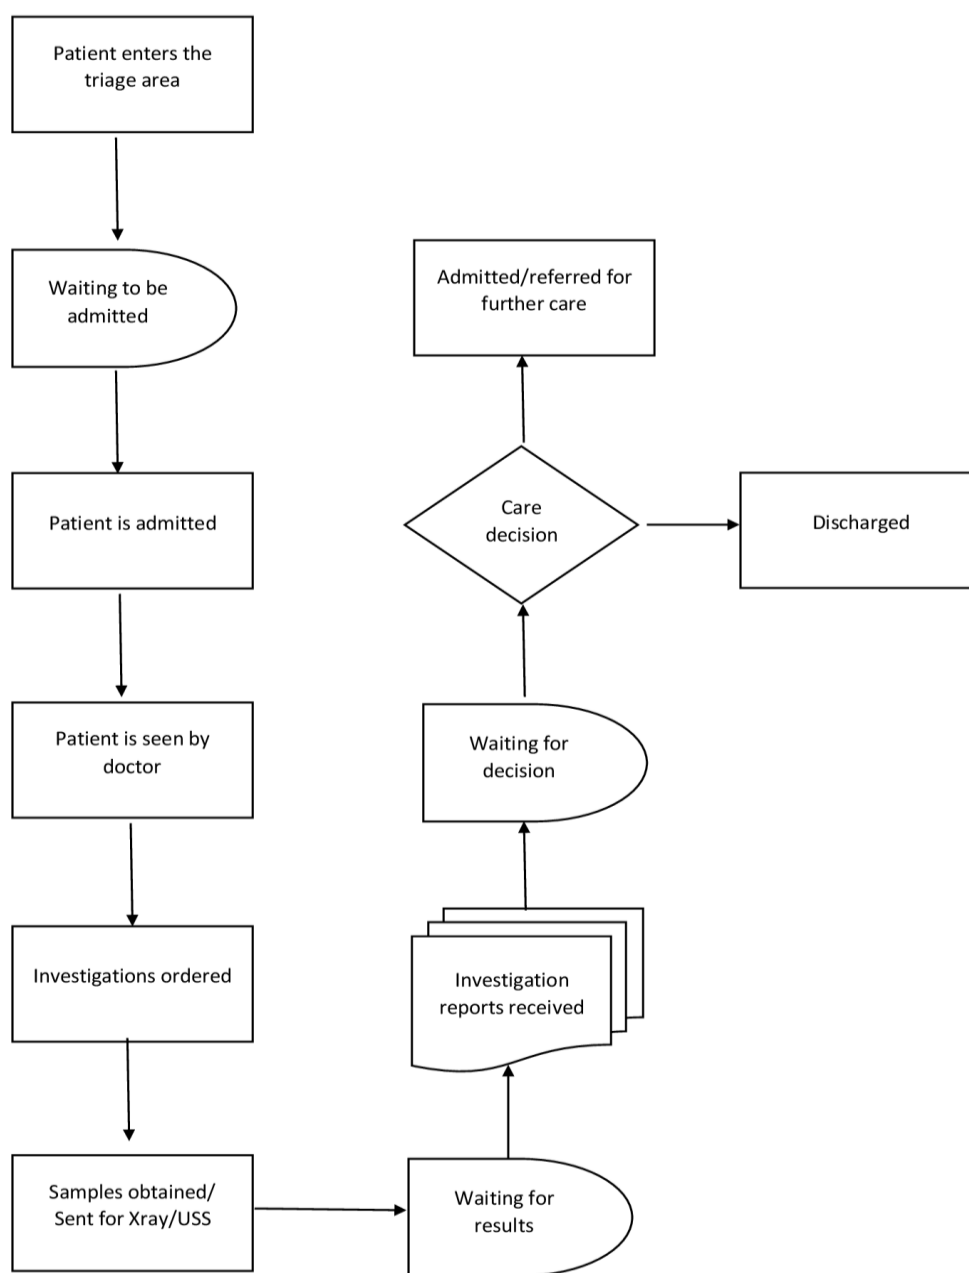 Patient enters the
triage area
Waiting to be
admitted
Patient is admitted
Patient is seen by
doctor
Investigations ordered
Samples obtained/
Sent for Xray/USS
Waiting for
results
Investigation
reports received
Waiting for
decision
Care
decision
Admitted/referred for
further care
Discharged